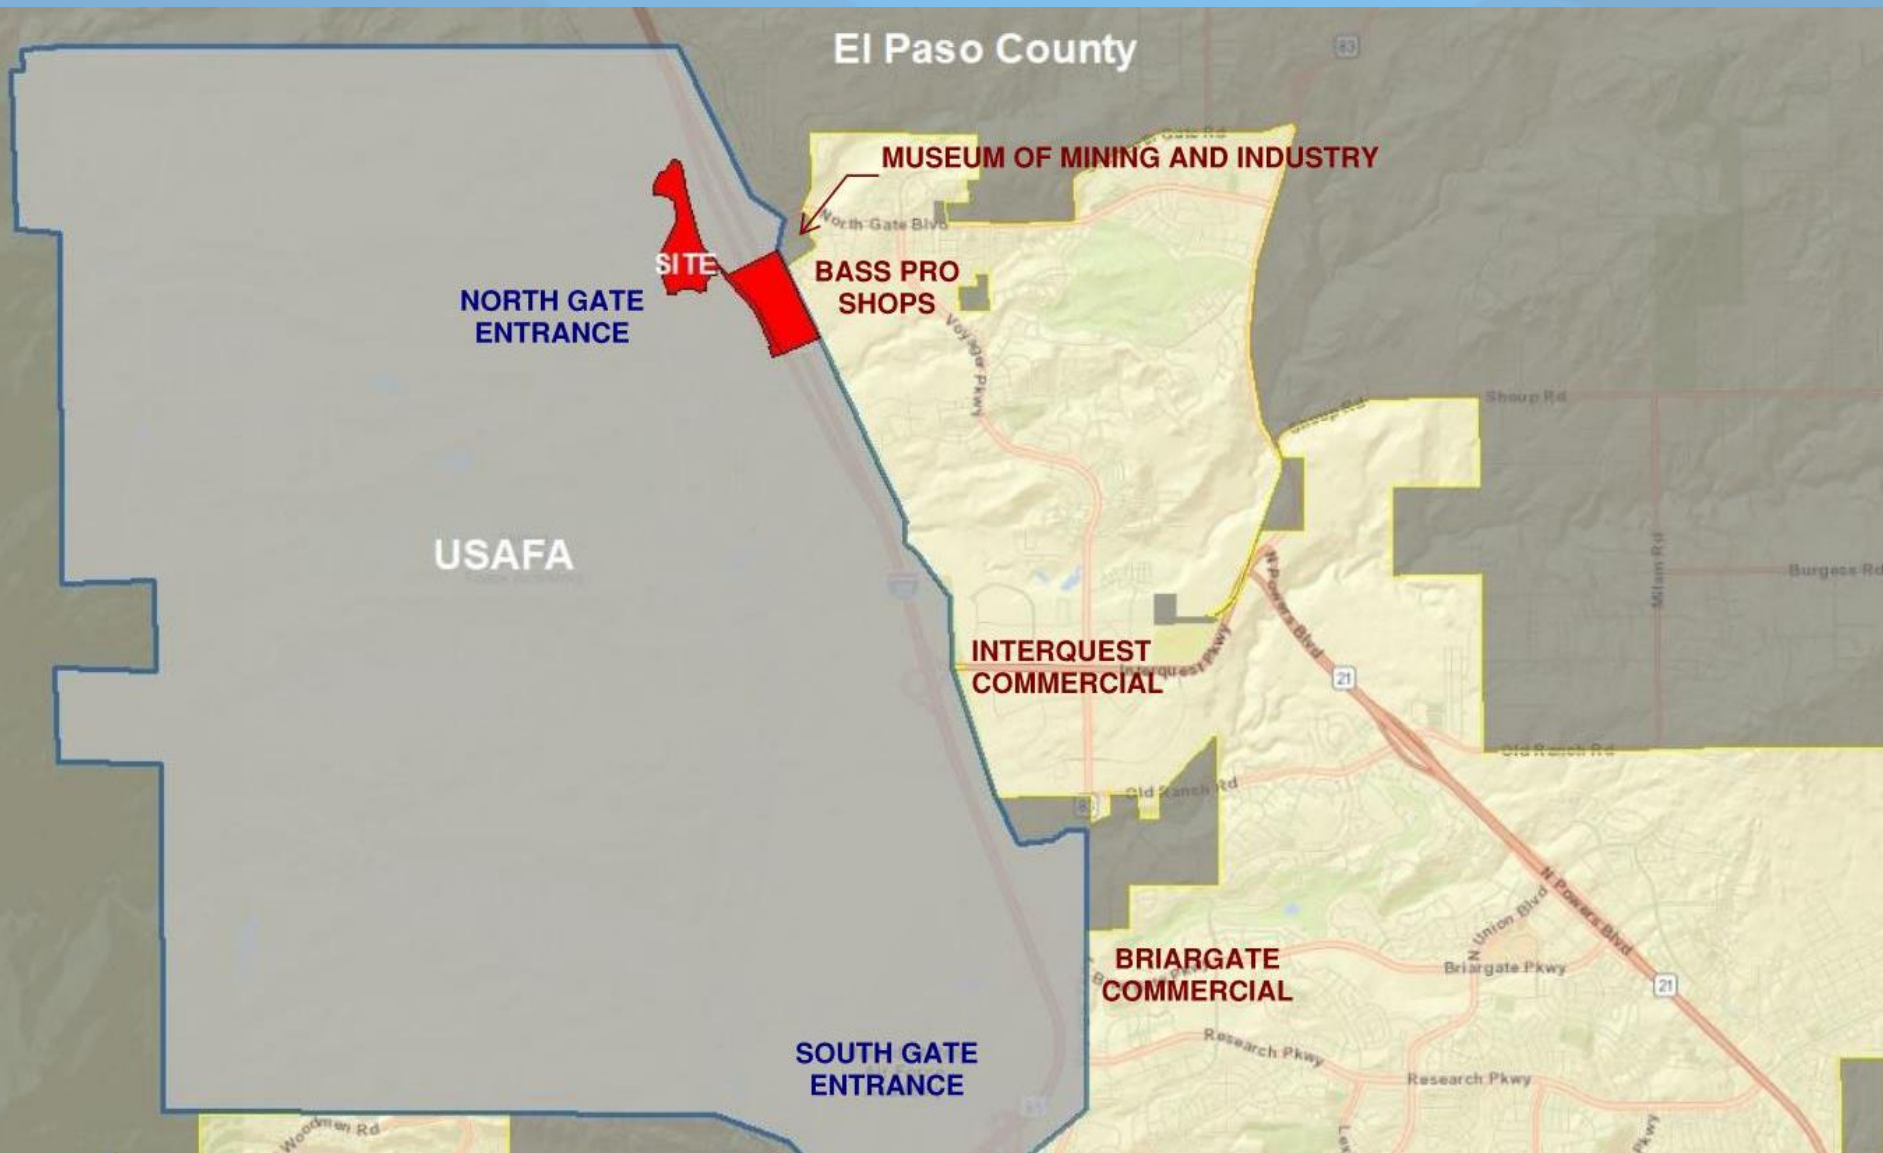 El Paso County
83
MUSEUM OF MINING AND INDUSTRY
North Gate Blvd
SITE
BASS PRO
SHOPS
NORTH GATE
ENTRANCE
Voyager Pkwy
Shoup Rd
Shoup Rd
USAFA
Milam Rd
Burgess Rd
N Powers Blvd
INTERQUEST
COMMERCIAL
Interquest Pkwy
21
Old Ranch Rd
Old Ranch Rd
83
N Powers Blvd
N Union Blvd
BRIARGATE
COMMERCIAL
Briargate Pkwy
21
SOUTH GATE
ENTRANCE
Research Pkwy
Research Pkwy
Woodmen Rd
Pkwy